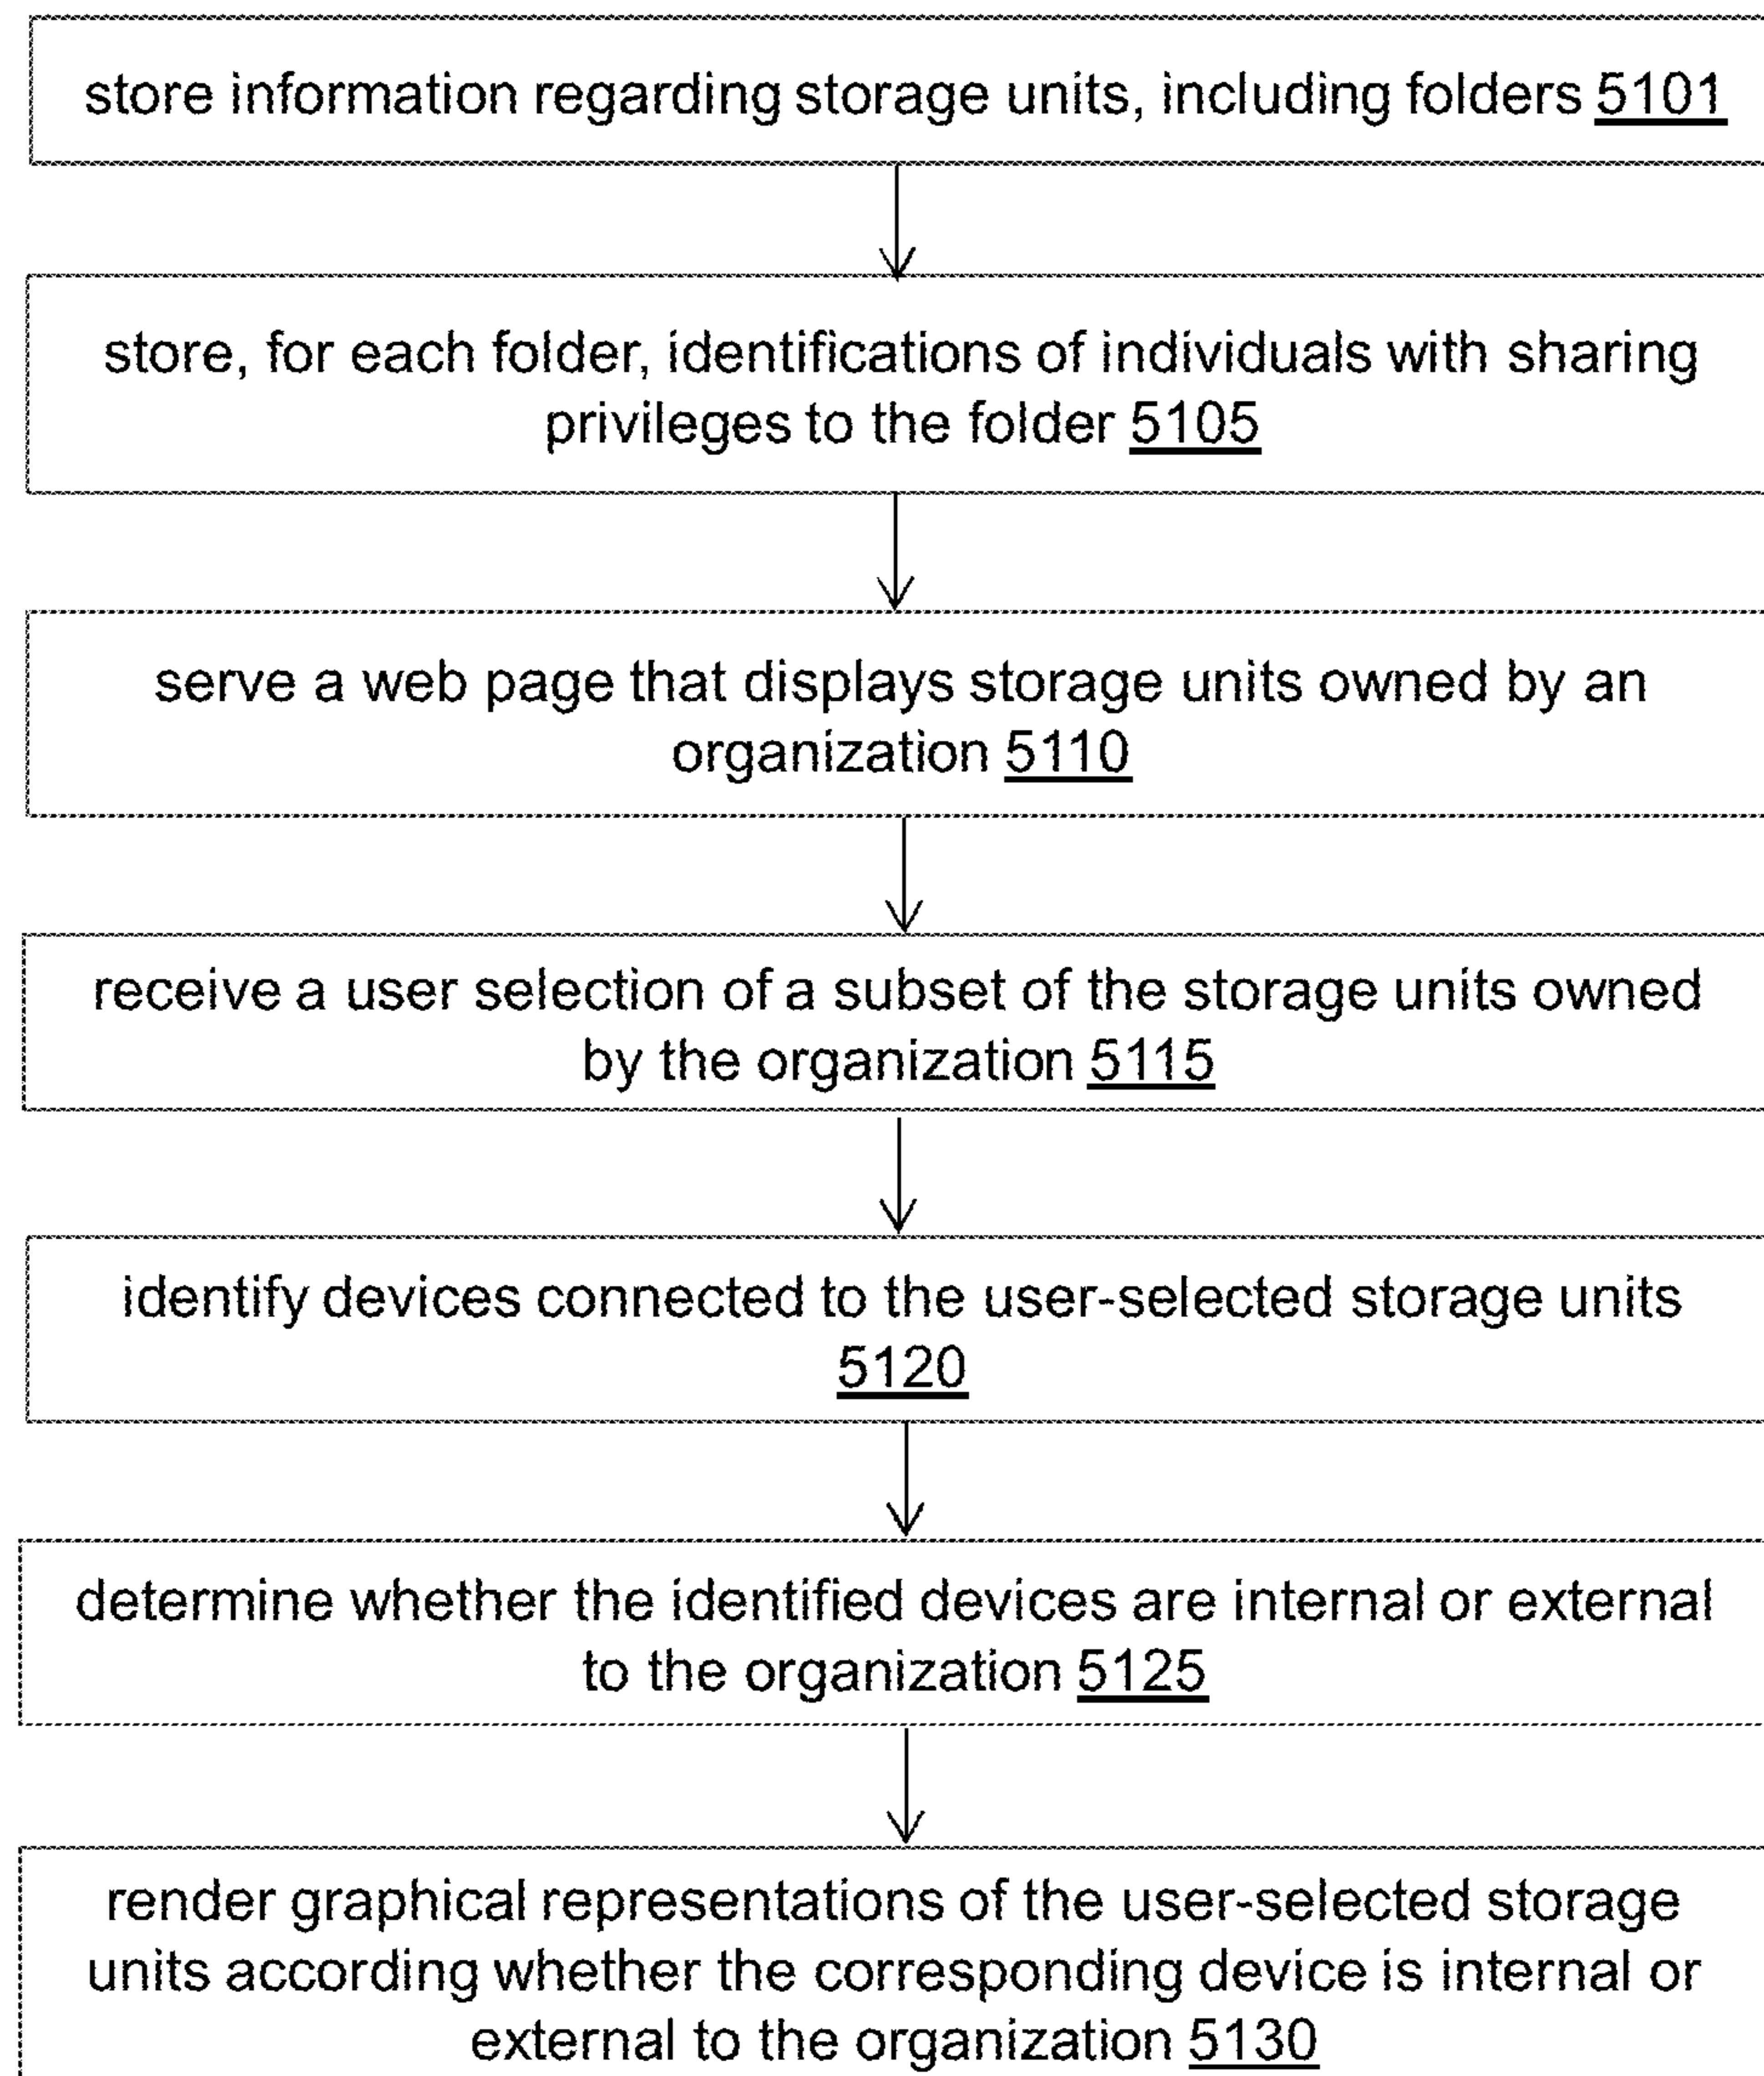 store information regarding storage units, including folders 5101
store, for each folder, identifications of individuals with sharing
privileges to the folder 5105
serve a web page that displays storage units owned by an
organization 5110
receive a user selection of a subset of the storage units owned
by the organization 5115
identify devices connected to the user-selected storage units
5120
determine whether the identified devices are internal or external
to the organization 5125
render graphical representations of the user-selected storage
units according whether the corresponding device is internal or
external to the organization 5130